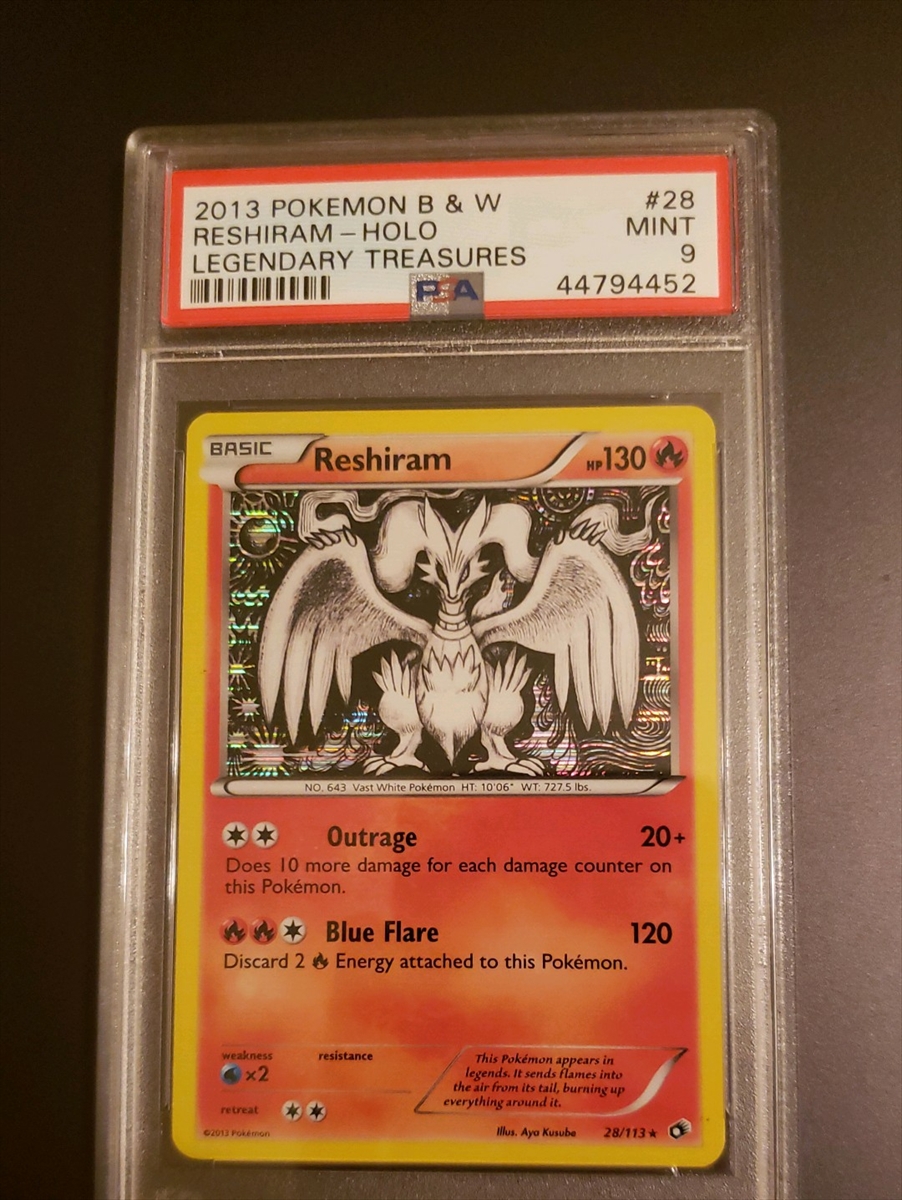 2013 POKEMON B & W #28
RESHIRAM - HOLO MINT
LEGENDARY TREASURES 9
PSA 44794452
BASIC Reshiram HP130
NO. 643 Vast White Pokémon HT: 10'06" WT: 727.5 lbs.
Outrage 20+
Does 10 more damage for each damage counter on
this Pokémon.
Blue Flare 120
Discard 2 Energy attached to this Pokémon.
weakness resistance
×2
retreat
This Pokémon appears in
legends. It sends flames into
the air from its tail, burning up
everything around it.
©2013 Pokémon Illus. Ayo Kusube 28/113 ★